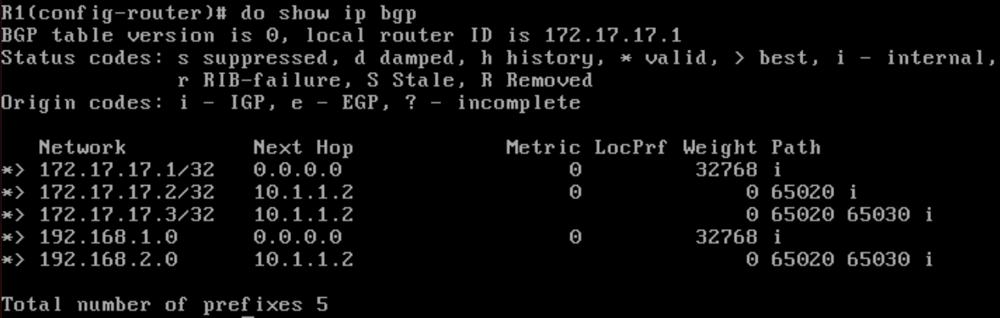 R1(config-router)# do show ip bgp
BGP table version is 0, local router ID is 172.17.17.1
Status codes: s suppressed, d damped, h history, * valid, > best, i - internal,
              r RIB-failure, S Stale, R Removed
Origin codes: i - IGP, e - EGP, ? - incomplete

   Network          Next Hop            Metric LocPrf Weight Path
*> 172.17.17.1/32   0.0.0.0                  0         32768 i
*> 172.17.17.2/32   10.1.1.2                 0             0 65020 i
*> 172.17.17.3/32   10.1.1.2                               0 65020 65030 i
*> 192.168.1.0      0.0.0.0                  0         32768 i
*> 192.168.2.0      10.1.1.2                               0 65020 65030 i

Total number of prefixes 5